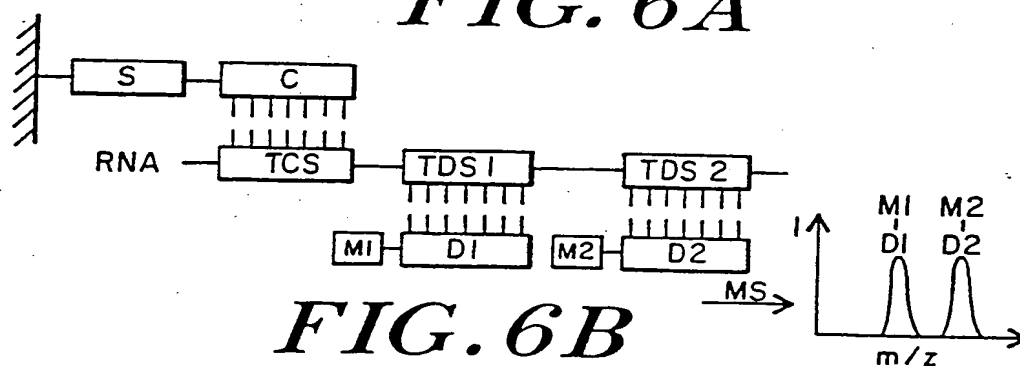 FIG. 6A
S C
RNA TCS TDS 1 TDS 2
M1 D1 M2 D2
MS
I
M1 M2
D1 D2
m/z
FIG. 6B